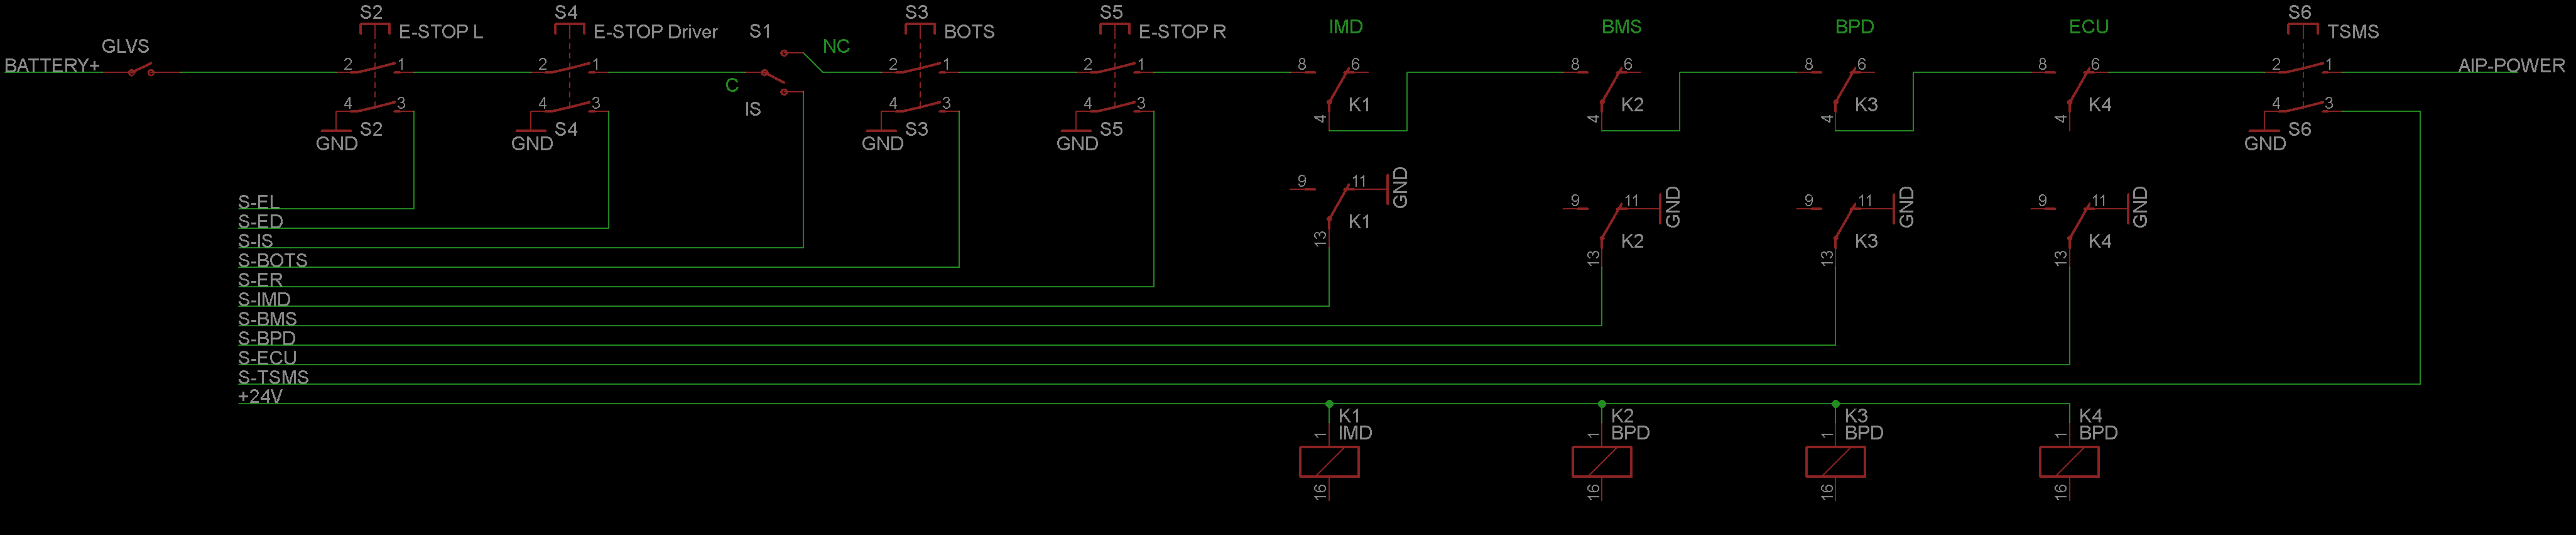 S2
E-STOP L
S4
E-STOP Driver
S1
S3
BOTS
S5
E-STOP R
IMD
BMS
BPD
ECU
S6
TSMS
GLVS
NC
BATTERY+
2 1
2 1
2 1
2 1
8 6
8 6
8 6
8 6
2 1
AIP-POWER
C
IS
4 3
4 3
4 3
4 3
K1
K2
K3
K4
4 3
4
4
4
4
S2
S4
S3
S5
S6
GND
GND
GND
GND
GND
9 11
GND
K1
13
9 11
GND
K2
13
9 11
GND
K3
13
9 11
GND
K4
13
S-EL
S-ED
S-IS
S-BOTS
S-ER
S-IMD
S-BMS
S-BPD
S-ECU
S-TSMS
+24V
K1
IMD
1
16
K2
BPD
1
16
K3
BPD
1
16
K4
BPD
1
16